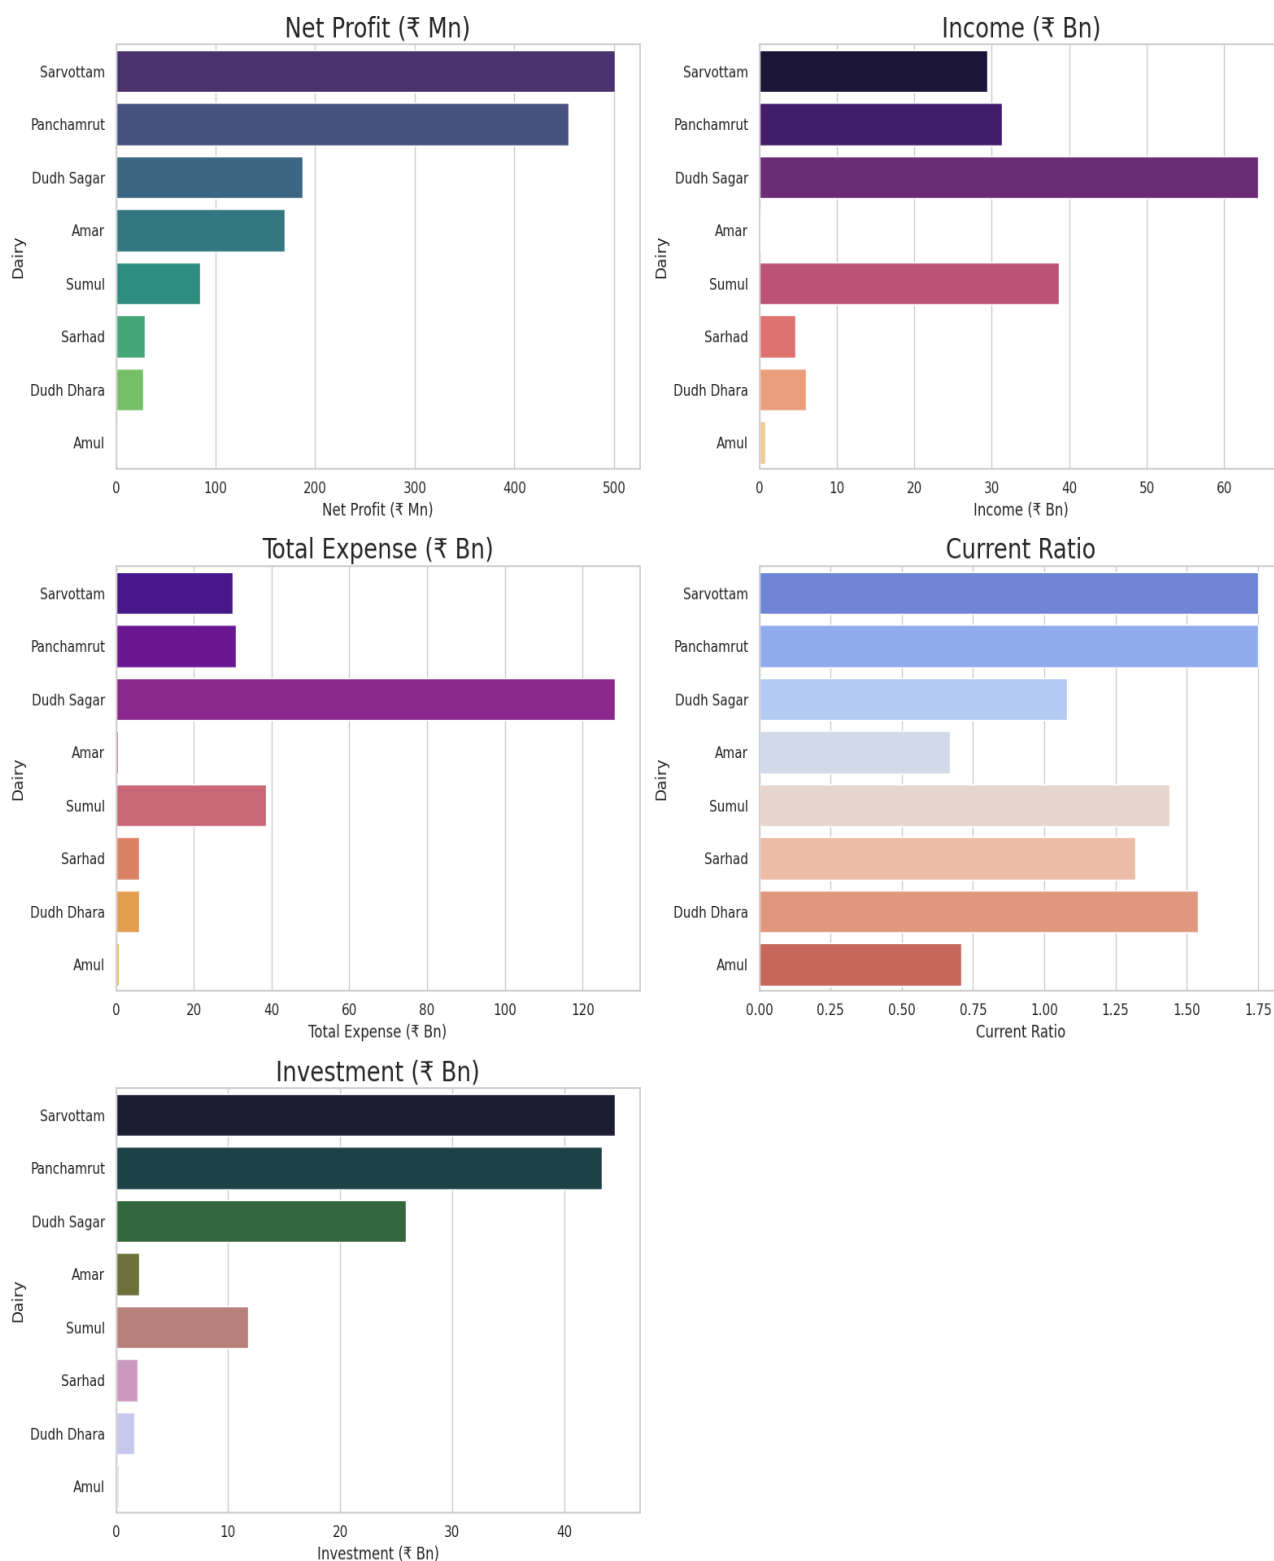 Net Profit (₹ Mn)
Dairy
Sarvottam
Panchamrut
Dudh Sagar
Amar
Sumul
Sarhad
Dudh Dhara
Amul
0 100 200 300 400 500
Net Profit (₹ Mn)
Income (₹ Bn)
Dairy
Sarvottam
Panchamrut
Dudh Sagar
Amar
Sumul
Sarhad
Dudh Dhara
Amul
0 10 20 30 40 50 60
Income (₹ Bn)
Total Expense (₹ Bn)
Dairy
Sarvottam
Panchamrut
Dudh Sagar
Amar
Sumul
Sarhad
Dudh Dhara
Amul
0 20 40 60 80 100 120
Total Expense (₹ Bn)
Current Ratio
Dairy
Sarvottam
Panchamrut
Dudh Sagar
Amar
Sumul
Sarhad
Dudh Dhara
Amul
0.00 0.25 0.50 0.75 1.00 1.25 1.50 1.75
Current Ratio
Investment (₹ Bn)
Dairy
Sarvottam
Panchamrut
Dudh Sagar
Amar
Sumul
Sarhad
Dudh Dhara
Amul
0 10 20 30 40
Investment (₹ Bn)